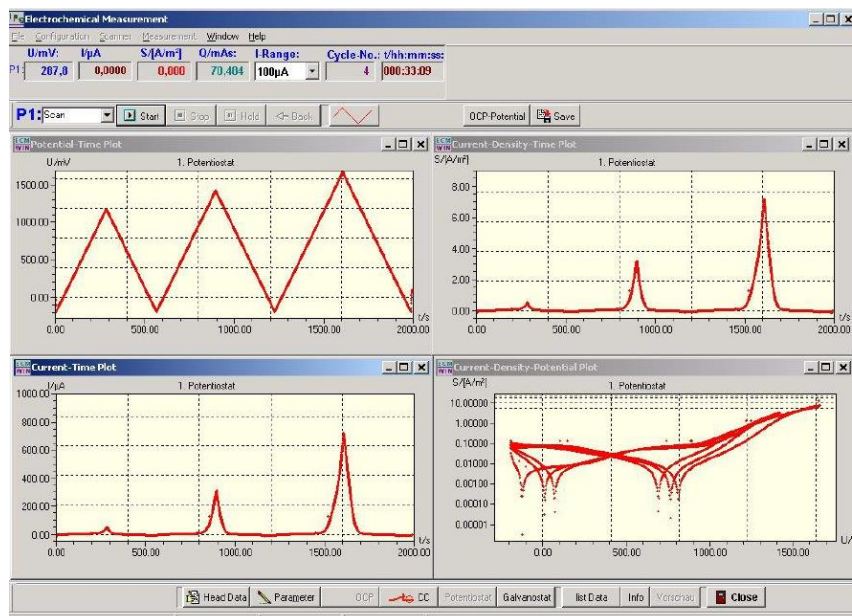 Electrochemical Measurement
File Configuration Scanner Measurement Window Help
U/mV: I/µA S/[A/m²] Q/mAs: I-Range: Cycle-No.: t/hh:mm:ss:
P1: 207,8 0,0000 0,000 70,404 100µA 4 000:33:09
P1: Scan Start Stop Hold Back OCP-Potential Save
Potential-Time Plot
U/mV 1. Potentiostat
1500.00
1000.00
500.00
0.00
0.00 500.00 1000.00 1500.00 2000.00
t/s
Current-Density-Time Plot
S/[A/m²] 1. Potentiostat
8.00
6.00
4.00
2.00
0.00
0.00 500.00 1000.00 1500.00 2000.00
t/s
Current-Time Plot
I/µA 1. Potentiostat
1000.00
800.00
600.00
400.00
200.00
0.00
0.00 500.00 1000.00 1500.00 2000.00
t/s
Current-Density-Potential Plot
S/[A/m²] 1. Potentiostat
10.00000
1.00000
0.10000
0.01000
0.00100
0.00010
0.00001
0.00 500.00 1000.00 1500.00
U/
Head Data Parameter OCP CC Potentiostat Galvanostat list Data Info Vorschau Close